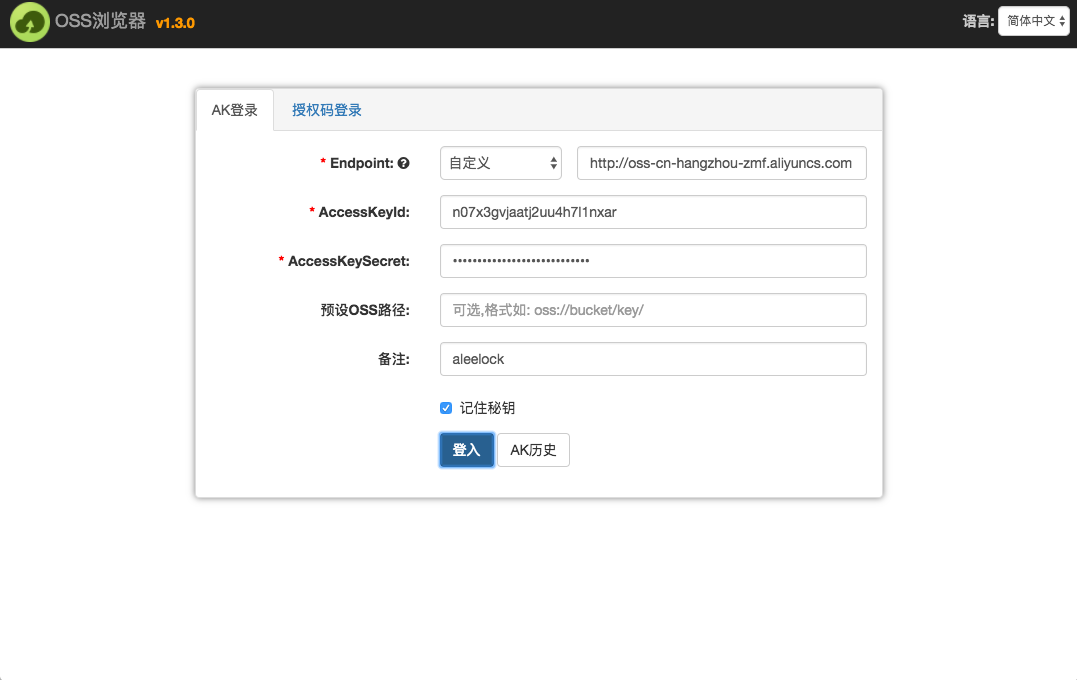 OSS浏览器 v1.3.0 语言: 简体中文
AK登录 授权码登录
* Endpoint: 自定义 http://oss-cn-hangzhou-zmf.aliyuncs.com
* AccessKeyId: n07x3gvjaatj2uu4h7l1nxar
* AccessKeySecret: ••••••••••••••••••••••••••••
预设OSS路径: 可选,格式如: oss://bucket/key/
备注: aleelock
记住秘钥
登入 AK历史